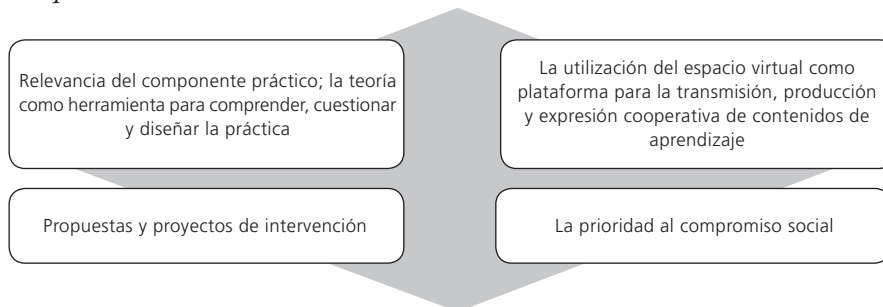 Relevancia del componente práctico; la teoría
como herramienta para comprender, cuestionar
y diseñar la práctica
La utilización del espacio virtual como
plataforma para la transmisión, producción
y expresión cooperativa de contenidos de
aprendizaje
Propuestas y proyectos de intervención
La prioridad al compromiso social